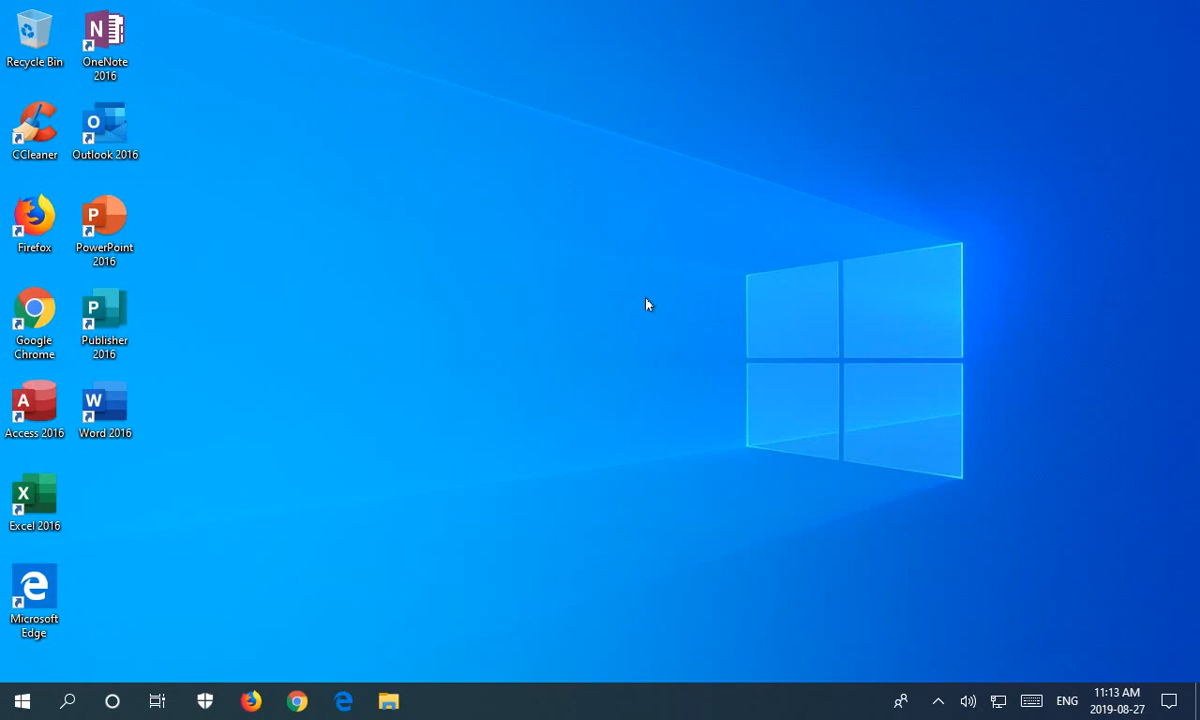 Recycle Bin
OneNote
2016
CCleaner
Outlook 2016
Firefox
PowerPoint
2016
Google
Chrome
Publisher
2016
Access 2016
Word 2016
Excel 2016
Microsoft
Edge
ENG
11:13 AM
2019-08-27